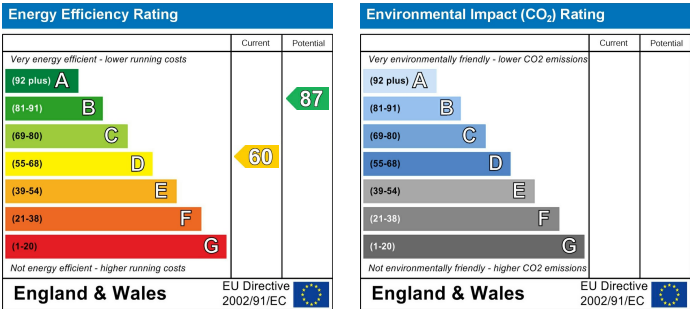 Energy Efficiency Rating
Current Potential
Very energy efficient - lower running costs
(92 plus) A
(81-91) B
87
(69-80) C
(55-68) D
60
(39-54) E
(21-38) F
(1-20) G
Not energy efficient - higher running costs
England & Wales
EU Directive
2002/91/EC
Environmental Impact (CO₂) Rating
Current Potential
Very environmentally friendly - lower CO2 emissions
(92 plus) A
(81-91) B
(69-80) C
(55-68) D
(39-54) E
(21-38) F
(1-20) G
Not environmentally friendly - higher CO2 emissions
England & Wales
EU Directive
2002/91/EC